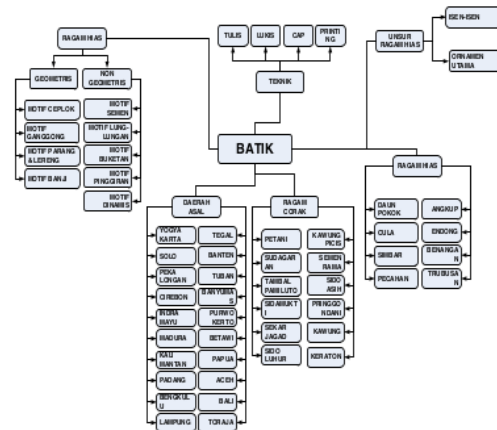 RAGAM HIAS
GEOMETRIS
NON
GEOMETRIS
MOTIF CEPLOK
MOTIF
GANGGONG
MOTIF PARANG
& LERENG
MOTIF BANJI
MOTIF
SEMEN
MOTIF LUNG-
LUNGAN
MOTIF
BUKETAN
MOTIF
PINGGIRAN
MOTIF
DINAMIS
TULIS
LUKIS
CAP
PRINTI
NG
TEKNIK
UNSUR
RAGAM HIAS
ISEN-ISEN
ORNAMEN
UTAMA
BATIK
DAERAH
ASAL
YOGYA
KARTA
SOLO
PEKA
LONGAN
CIREBON
INDRA
MAYU
MADURA
KALI
MANTAN
PADANG
BENGKUL
U
LAMPUNG
TEGAL
BANTEN
TUBAN
BANYUMA
S
PURWO
KERTO
BETAWI
PAPUA
ACEH
BALI
TORAJA
RAGAM
CORAK
PETANI
SUDAGAR
AN
TAMBAL
PAMILUTO
SIDAMUKT
I
SEKAR
JAGAD
SIDO
LUHUR
KAWUNG
PICIS
SEMEN
RAMA
SIDO
ASIH
PRINGGO
NDANI
KAWUNG
KERATON
RAGAM HIAS
DAUN
POKOK
CULA
SIMBAR
PECAHAN
ANGKUP
ENDONG
BENANGA
N
TRUBUSA
N